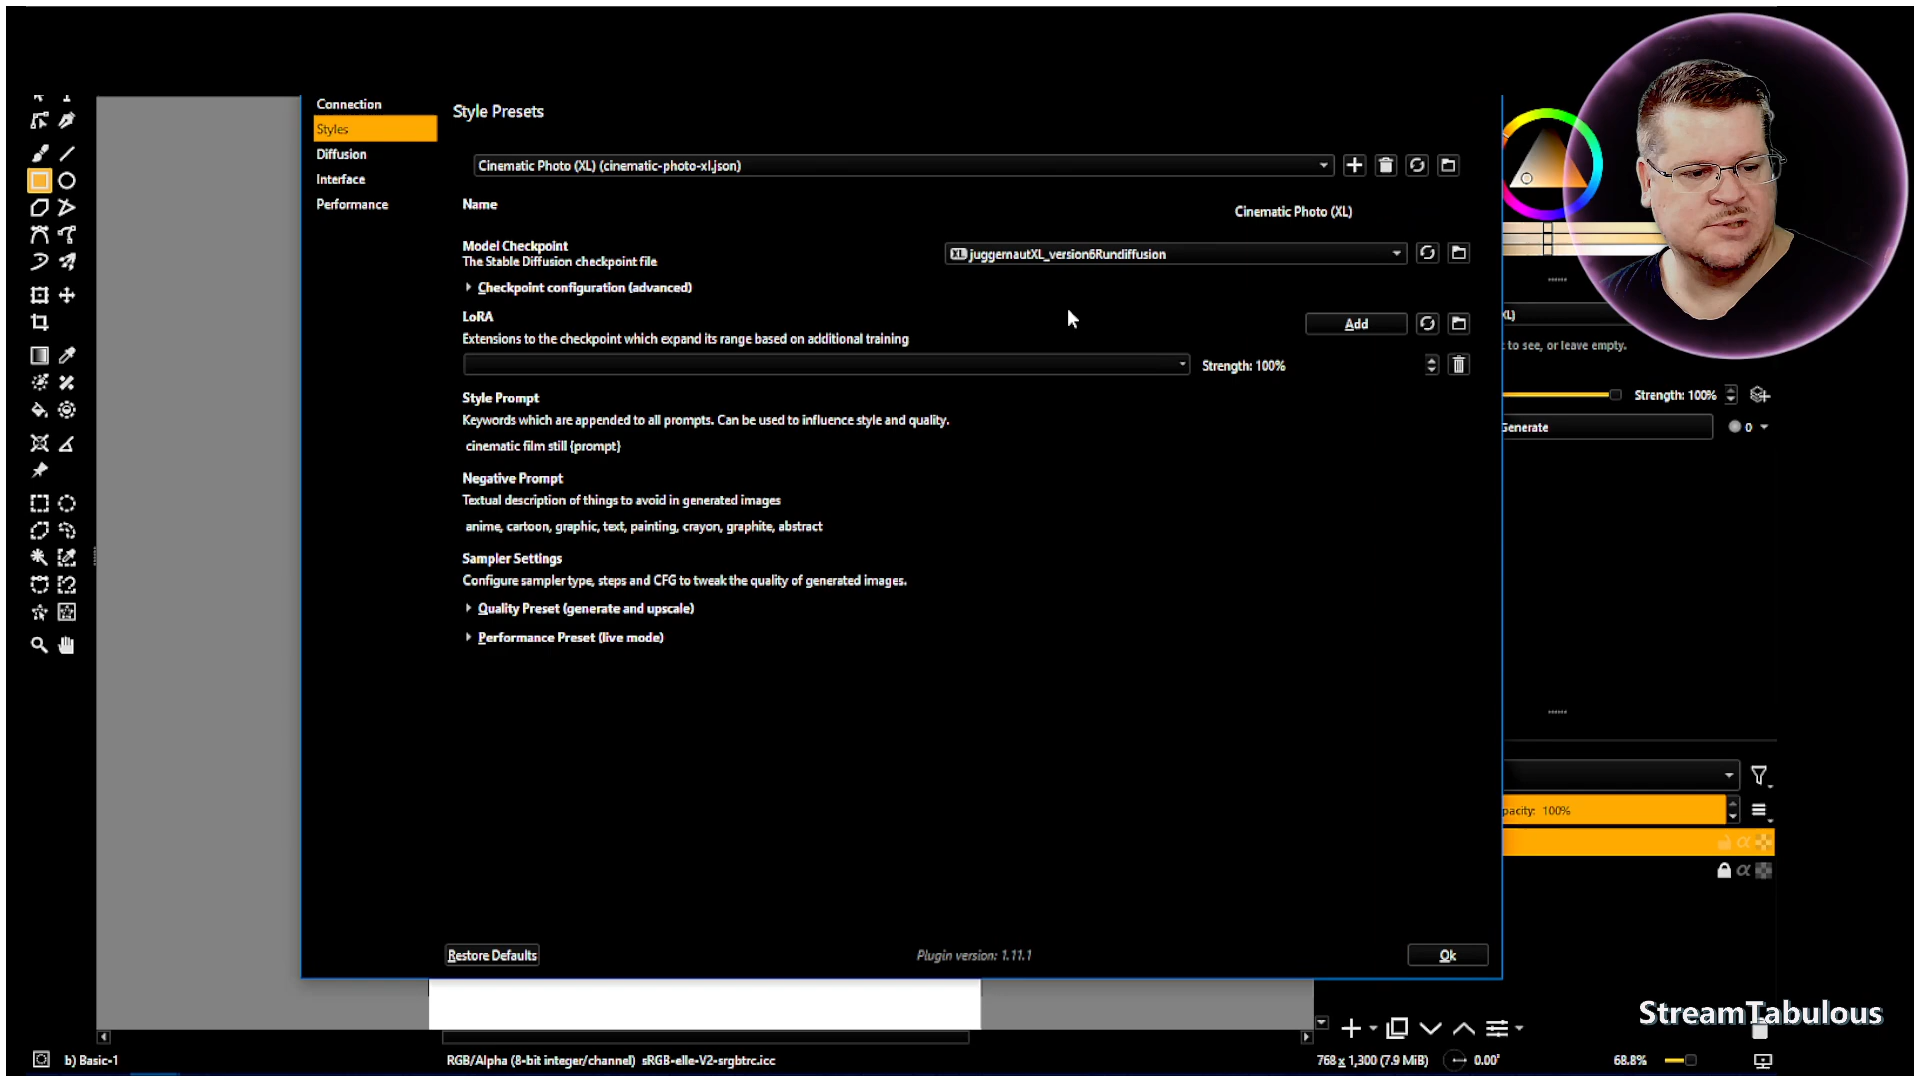 Connection
Styles
Diffusion
Interface
Performance
Style Presets
Cinematic Photo (XL) (cinematic-photo-xl.json)
Name
Cinematic Photo (XL)
Model Checkpoint
The Stable Diffusion checkpoint file
XL juggernautXL_version6Rundiffusion
Checkpoint configuration (advanced)
LoRA
Add
Extensions to the checkpoint which expand its range based on additional training
Strength: 100%
Style Prompt
Keywords which are appended to all prompts. Can be used to influence style and quality.
cinematic film still {prompt}
Negative Prompt
Textual description of things to avoid in generated images
anime, cartoon, graphic, text, painting, crayon, graphite, abstract
Sampler Settings
Configure sampler type, steps and CFG to tweak the quality of generated images.
Quality Preset (generate and upscale)
Performance Preset (live mode)
Restore Defaults
Plugin version: 1.11.1
Ok
XL)
to see, or leave empty.
Strength: 100%
Generate
0
pacity: 100%
StreamTabulous
b) Basic-1
RGB/Alpha (8-bit integer/channel) sRGB-elle-V2-srgbtrc.icc
768 x 1,300 (7.9 MiB)
0.00°
68.8%